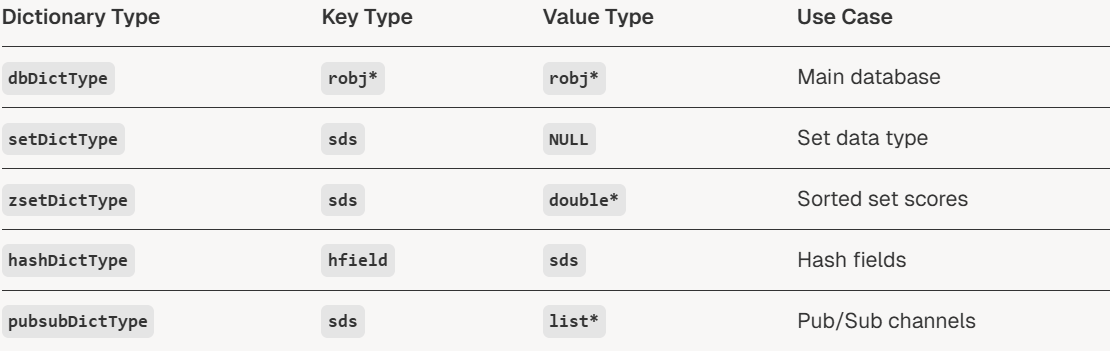 Dictionary Type Key Type Value Type Use Case
dbDictType robj* robj* Main database
setDictType sds NULL Set data type
zsetDictType sds double* Sorted set scores
hashDictType hfield sds Hash fields
pubsubDictType sds list* Pub/Sub channels